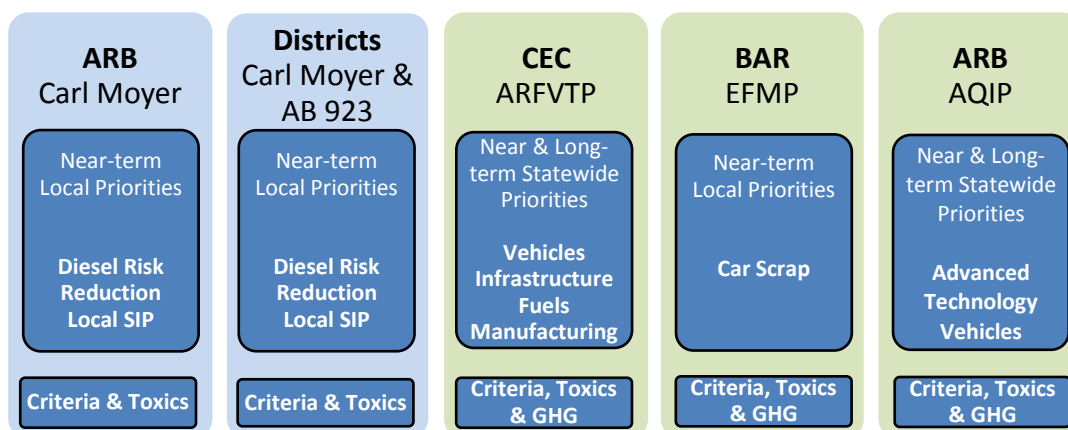 ARB
Carl Moyer
Near-term
Local Priorities
Diesel Risk
Reduction
Local SIP
Criteria & Toxics
Districts
Carl Moyer &
AB 923
Near-term
Local Priorities
Diesel Risk
Reduction
Local SIP
Criteria & Toxics
CEC
ARFVTP
Near & Long-
term Statewide
Priorities
Vehicles
Infrastructure
Fuels
Manufacturing
Criteria, Toxics
& GHG
BAR
EFMP
Near-term
Local Priorities
Car Scrap
Criteria, Toxics
& GHG
ARB
AQIP
Near & Long-
term Statewide
Priorities
Advanced
Technology
Vehicles
Criteria, Toxics
& GHG